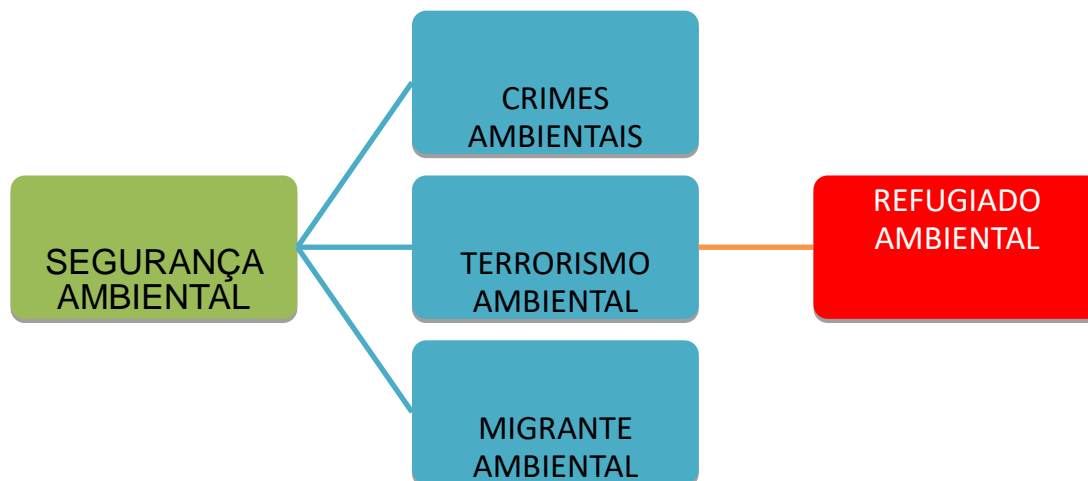 SEGURANÇA
AMBIENTAL
CRIMES
AMBIENTAIS
TERRORISMO
AMBIENTAL
MIGRANTE
AMBIENTAL
REFUGIADO
AMBIENTAL